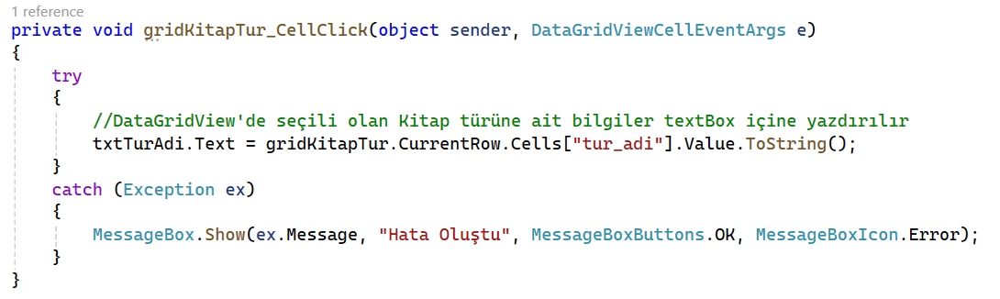 1 reference
private void gridKitapTur_CellClick(object sender, DataGridViewCellEventArgs e)
{
    try
    {
        //DataGridView'de seçili olan Kitap türüne ait bilgiler textBox içine yazdırılır
        txtTurAdi.Text = gridKitapTur.CurrentRow.Cells["tur_adi"].Value.ToString();
    }
    catch (Exception ex)
    {
        MessageBox.Show(ex.Message, "Hata Oluştu", MessageBoxButtons.OK, MessageBoxIcon.Error);
    }
}